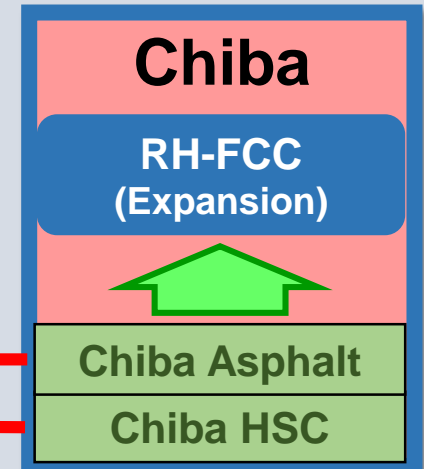 Chiba
RH-FCC
(Expansion)
Chiba Asphalt
Chiba HSC